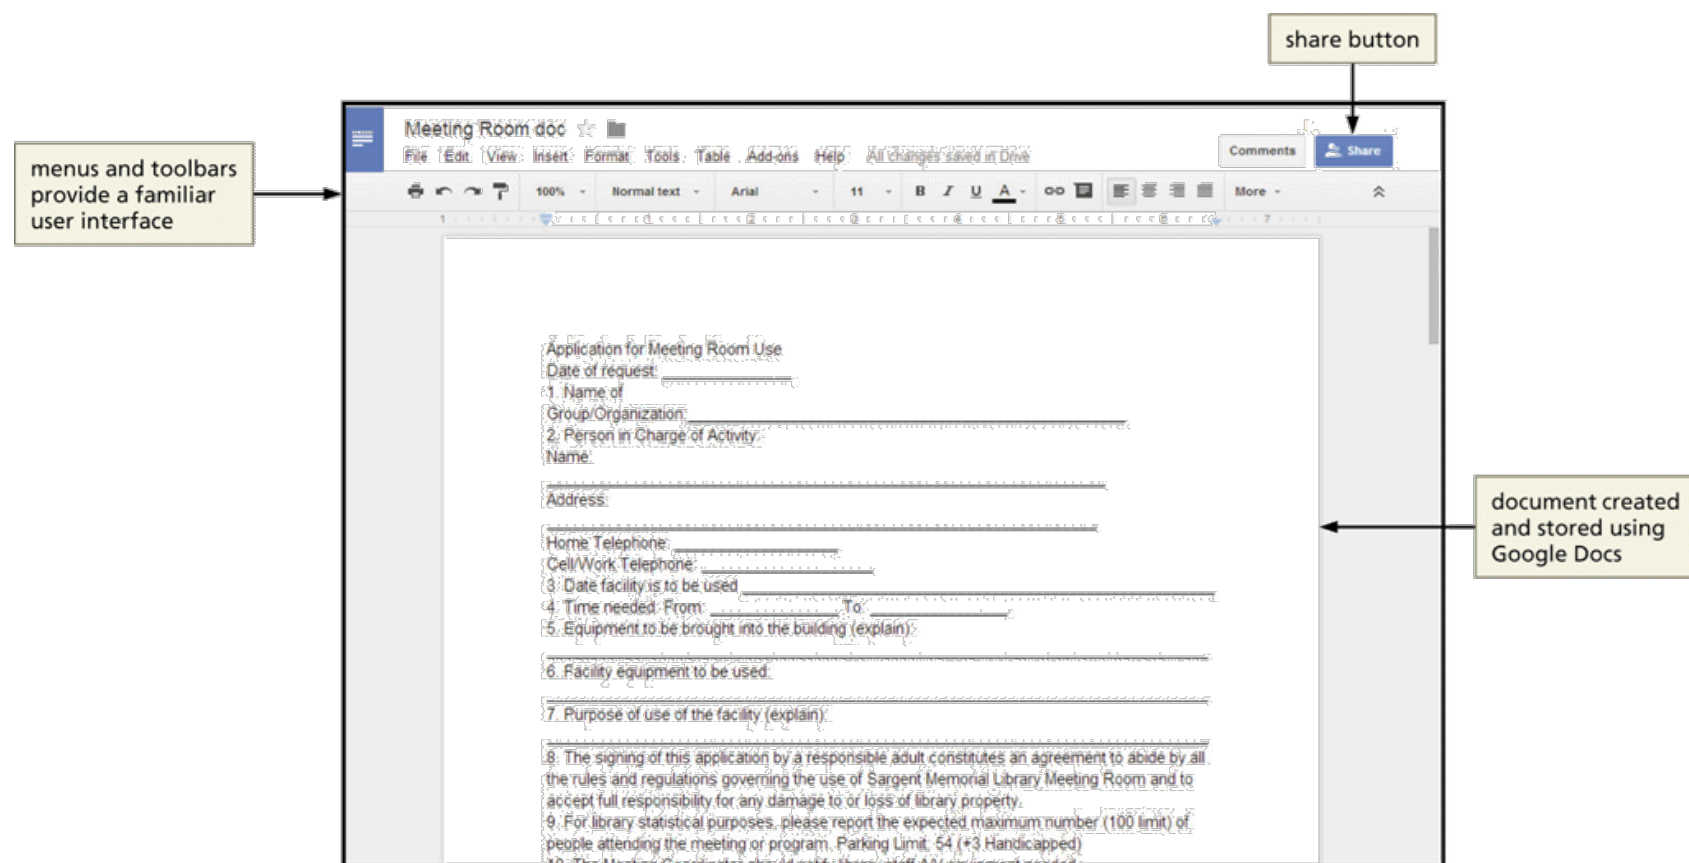 share button
menus and toolbars
provide a familiar
user interface
Meeting Room doc
File Edit View Insert Format Tools Table Add-ons Help All changes saved in Drive
Comments Share
100% Normal text Arial 11 B I U A More
1 1 2 3 4 5 6 7
Application for Meeting Room Use
Date of request:
1. Name of
Group/Organization:
2. Person in Charge of Activity:
Name:
Address:
Home Telephone:
Cell/Work Telephone:
3. Date facility is to be used
4. Time needed: From: To:
5. Equipment to be brought into the building (explain):
6. Facility equipment to be used:
7. Purpose of use of the facility (explain):
8. The signing of this application by a responsible adult constitutes an agreement to abide by all
the rules and regulations governing the use of Sargent Memorial Library Meeting Room and to
accept full responsibility for any damage to or loss of library property.
9. For library statistical purposes, please report the expected maximum number (100 limit) of
people attending the meeting or program. Parking Limit: 54 (+3 Handicapped)
document created
and stored using
Google Docs